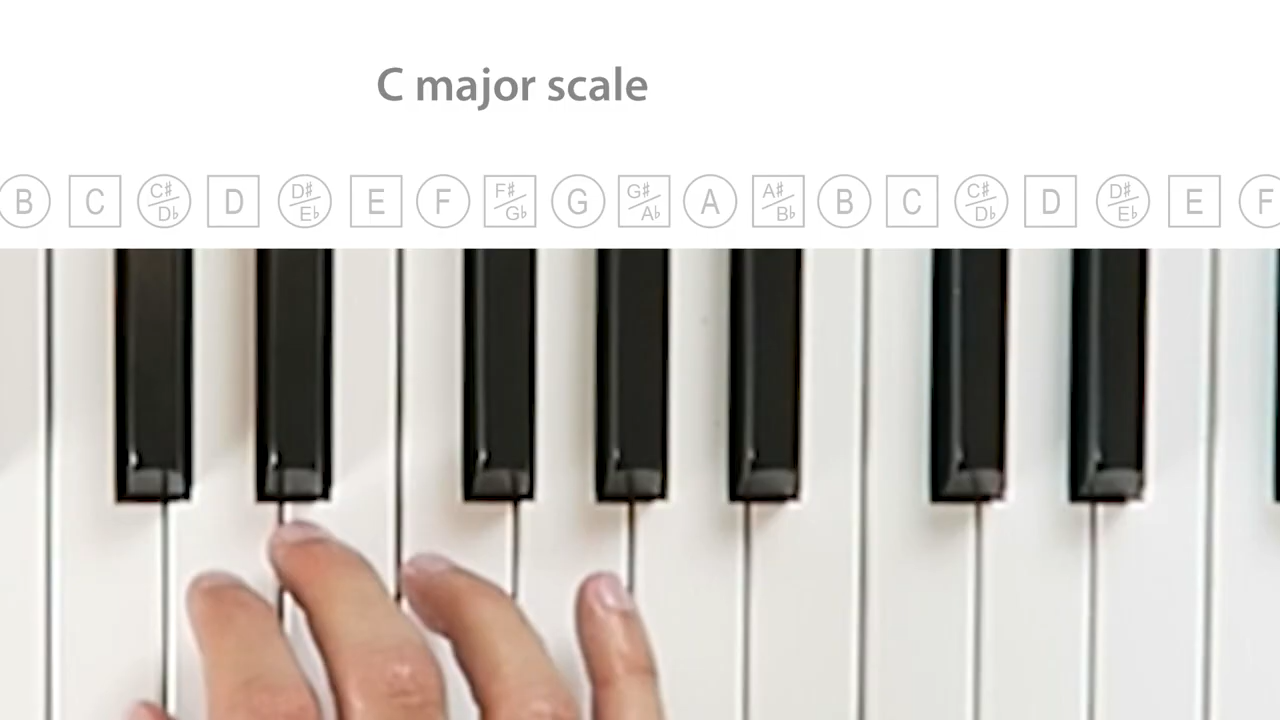 C major scale
B C C♯/D♭ D D♯/E♭ E F F♯/G♭ G G♯/A♭ A A♯/B♭ B C C♯/D♭ D D♯/E♭ E F